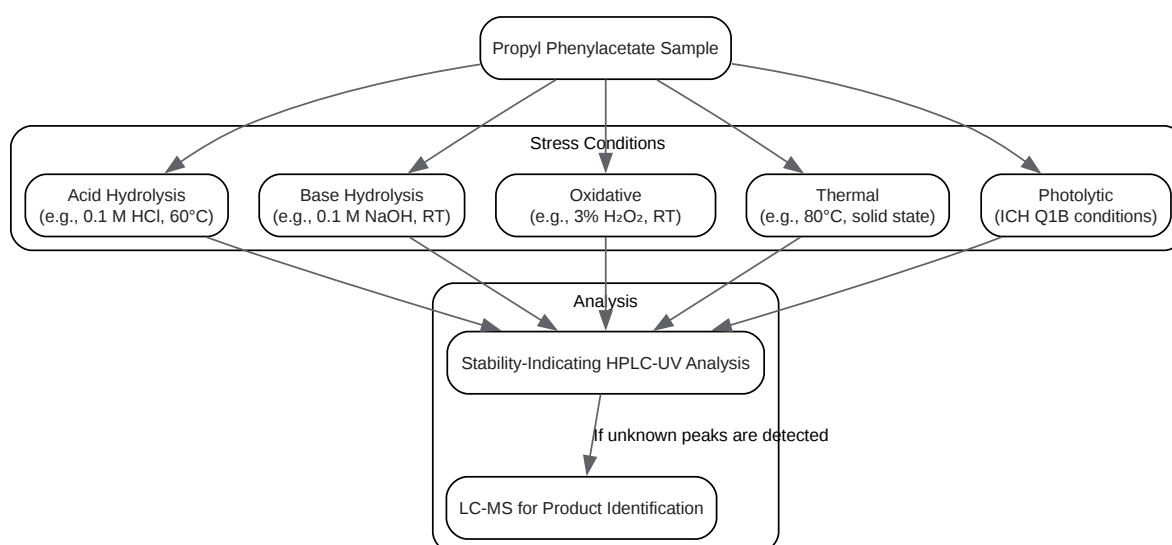 Propyl Phenylacetate Sample
Stress Conditions
Acid Hydrolysis
(e.g., 0.1 M HCl, 60°C)
Base Hydrolysis
(e.g., 0.1 M NaOH, RT)
Oxidative
(e.g., 3% H₂O₂, RT)
Thermal
(e.g., 80°C, solid state)
Photolytic
(ICH Q1B conditions)
Analysis
Stability-Indicating HPLC-UV Analysis
If unknown peaks are detected
LC-MS for Product Identification